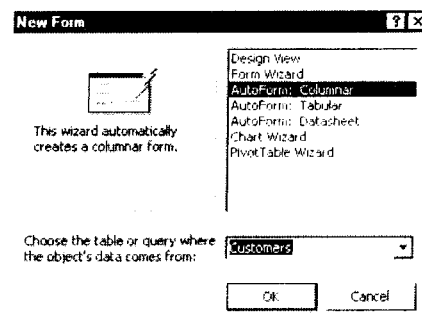 New Form
? ×
Design View
Form Wizard
AutoForm: Columnar
AutoForm: Tabular
AutoForm: Datasheet
Chart Wizard
PivotTable Wizard
This wizard automatically
creates a columnar form.
Choose the table or query where
the object's data comes from:
Customers
OK
Cancel